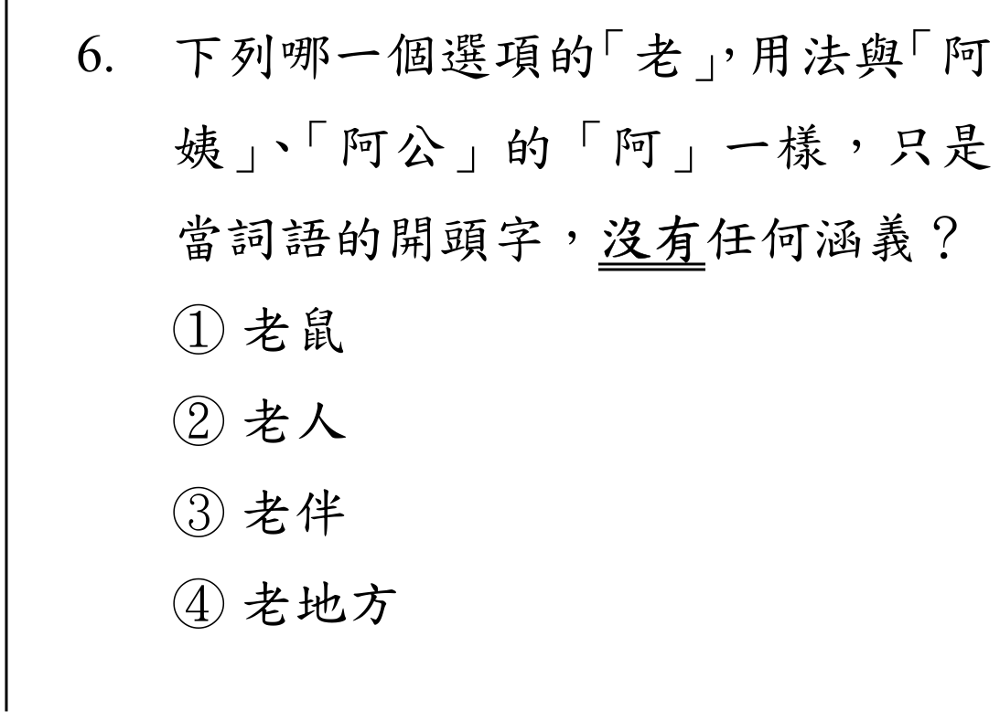 6. 下列哪一個選項的「老」，用法與「阿
姨」、「阿公」的「阿」一樣，只是
當詞語的開頭字，沒有任何涵義？
① 老鼠
② 老人
③ 老伴
④ 老地方